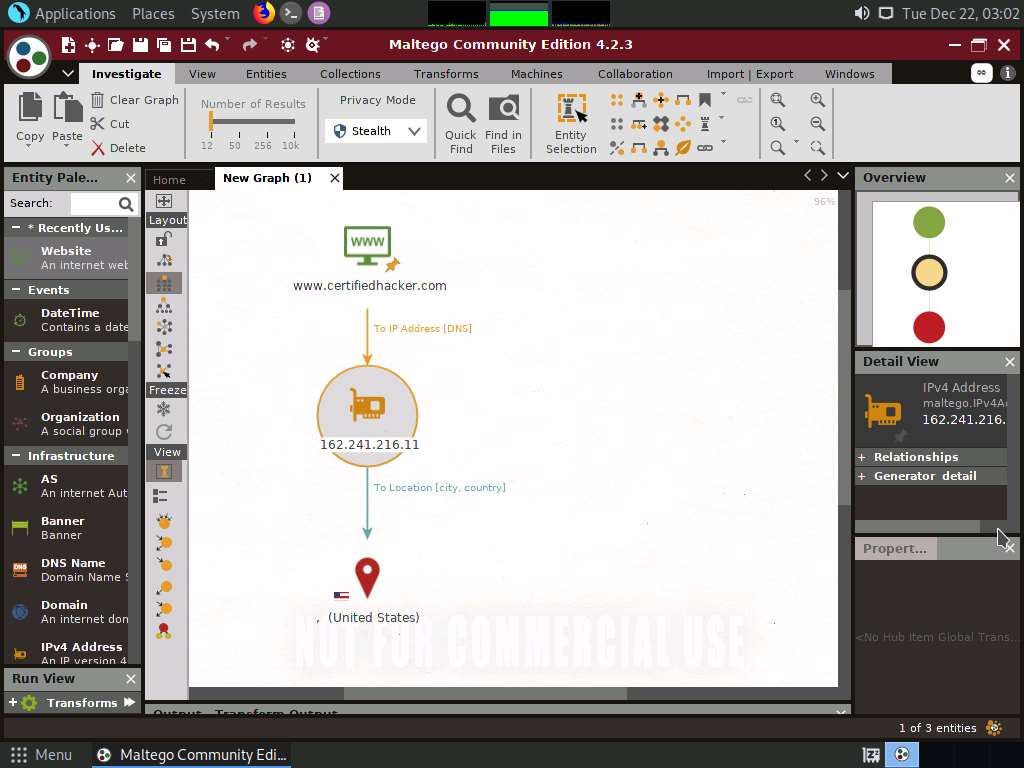 Applications Places System
Tue Dec 22, 03:02
Maltego Community Edition 4.2.3
Investigate View Entities Collections Transforms Machines Collaboration Import | Export Windows
Copy
Paste
Clear Graph
Cut
Delete
Number of Results
12 50 256 10k
Privacy Mode
Stealth
Quick Find
Find in Files
Entity Selection
Entity Pale...
Search:
* Recently Us...
Website
An internet web
Events
DateTime
Contains a date
Groups
Company
A business orga
Organization
A social group
Infrastructure
AS
An internet Aut
Banner
Banner
DNS Name
Domain Name S
Domain
An internet don
IPv4 Address
An IP version 4
Run View
+ Transforms
Home
New Graph (1)
Layout
Freeze
View
96%
www
www.certifiedhacker.com
To IP Address [DNS]
162.241.216.11
To Location [city, country]
, (United States)
NOT FOR COMMERCIAL USE
Output - Transform Output
Overview
Detail View
IPv4 Address
maltego.IPv4A
162.241.216.
+ Relationships
+ Generator detail
Propert...
<No Hub Item Global Trans...
1 of 3 entities
Menu
Maltego Community Edi...